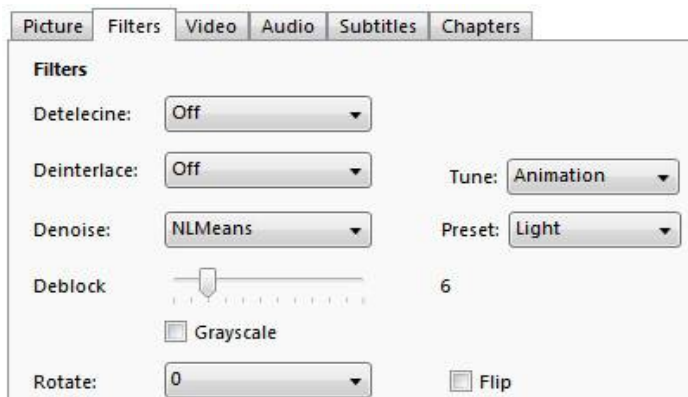 Picture Filters Video Audio Subtitles Chapters
Filters
Detelecine: Off
Deinterlace: Off Tune: Animation
Denoise: NLMeans Preset: Light
Deblock 6
Grayscale
Rotate: 0 Flip